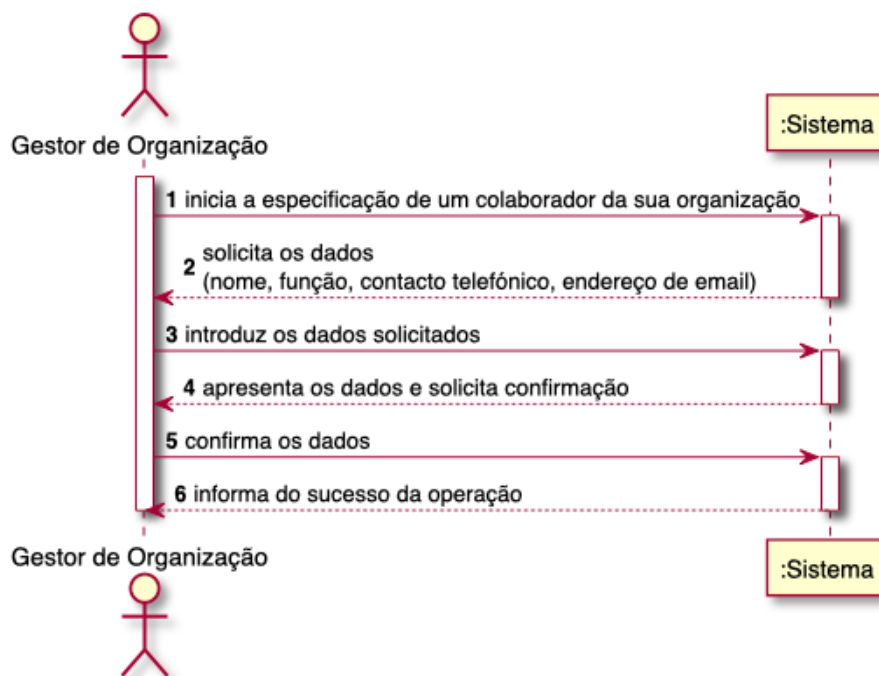 Gestor de Organização
:Sistema
1 inicia a especificação de um colaborador da sua organização
2 solicita os dados
(nome, função, contacto telefónico, endereço de email)
3 introduz os dados solicitados
4 apresenta os dados e solicita confirmação
5 confirma os dados
6 informa do sucesso da operação
Gestor de Organização
:Sistema